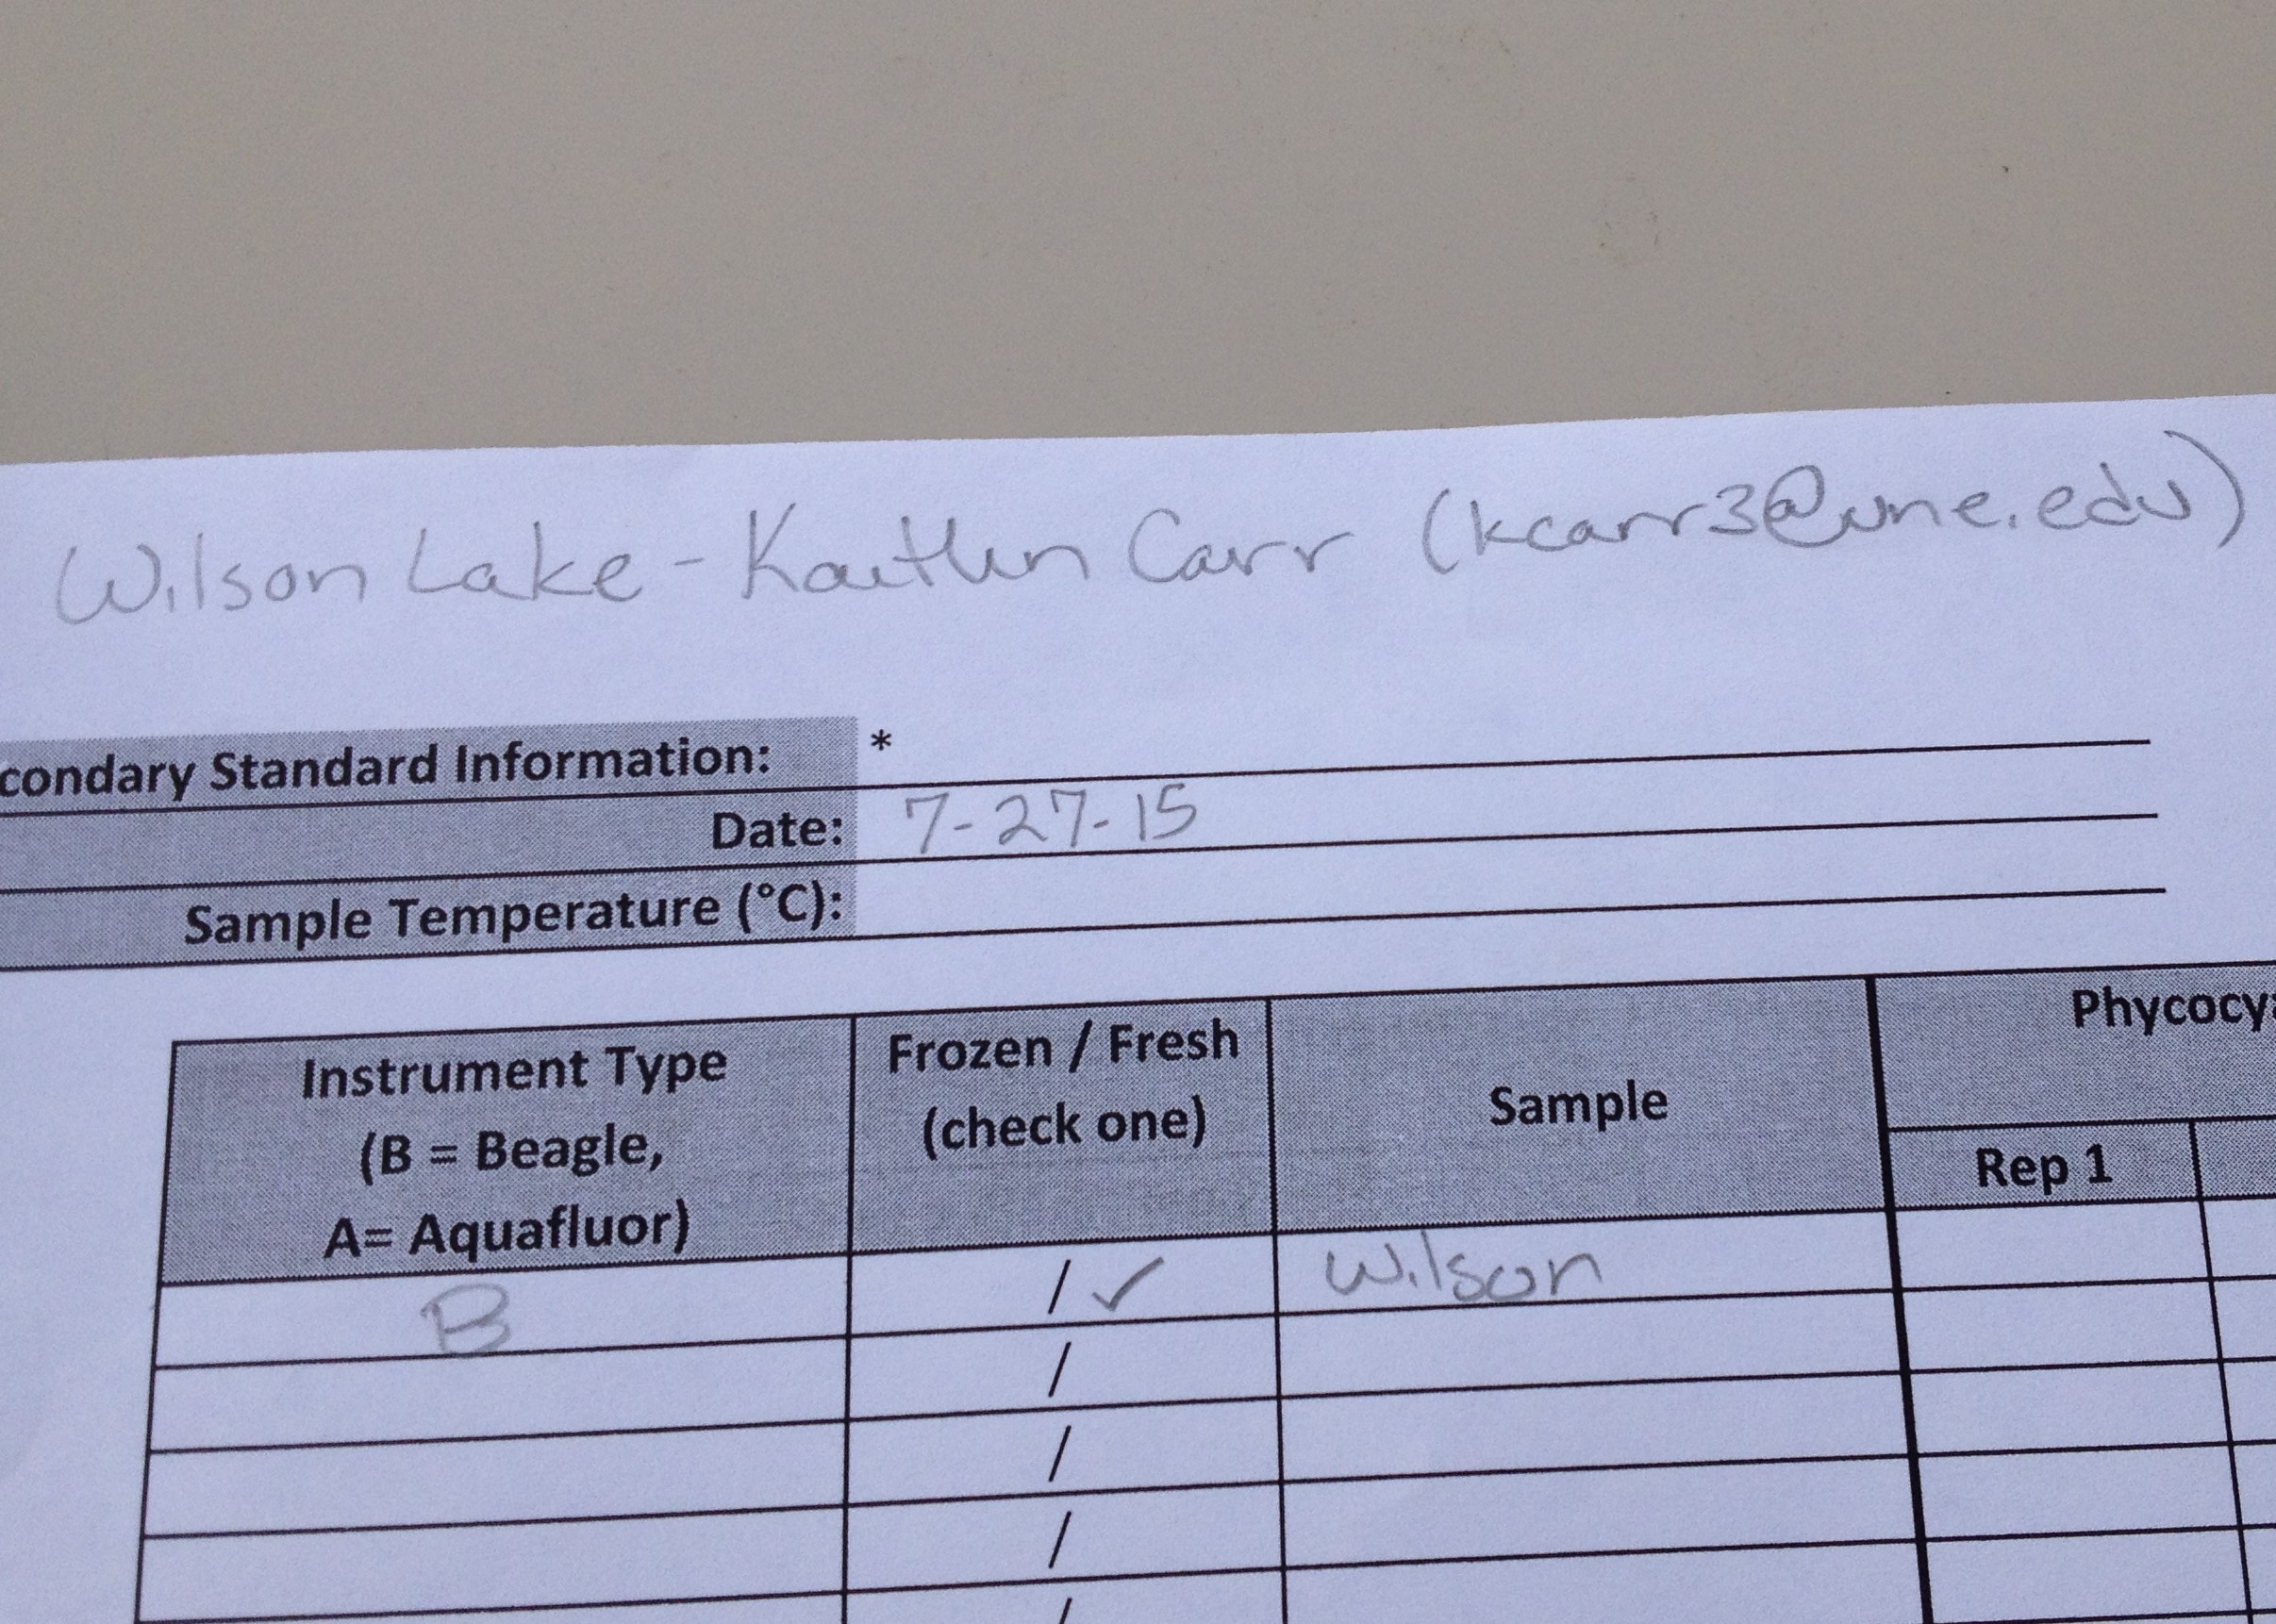 Wilson Lake - Kaitlin Carr (kcarr3@une.edu)
condary Standard Information: *
Date: 7-27-15
Sample Temperature (°C):
Instrument Type
(B = Beagle,
A= Aquafluor)
Frozen / Fresh
(check one)
Sample
Phycocy
Rep 1
B
/ ✓
Wilson
/
/
/
/